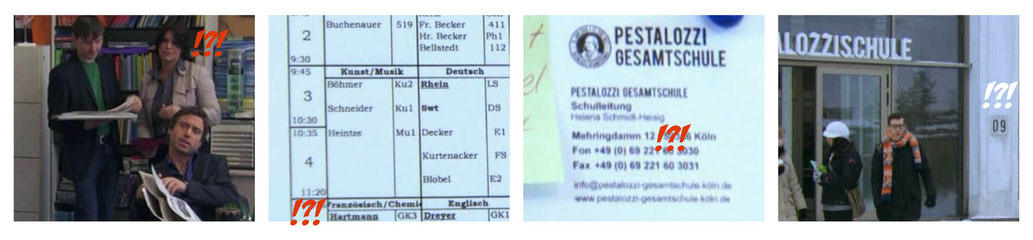 !?!
2
9:30
Buchenauer 519
Fr. Becker 411
Hr. Becker Ph1
Bellstedt 112
9:45
3
10:30
10:35
4
11:20
Kunst/Musik Deutsch
Böhmer Ku2 Rhein LS
Schneider Ku1 Swt DS
Heintze Mu1 Decker E1
Kurtenacker FS
Blobel E2
!?!
Französisch/Chemie Englisch
Hartmann GK3 Dreyer GK1
PESTALOZZI
GESAMTSCHULE
PESTALOZZI GESAMTSCHULE
Schulleitung
Helena Schmidt-Heisig
Mehringdamm 12 Köln
!?!
Fon +49 (0) 69 221 60 3030
Fax +49 (0) 69 221 60 3031
info@pestalozzi-gesamtschule-köln.de
www.pestalozzi-gesamtschule-köln.de
ALOZZISCHULE
!?!
09